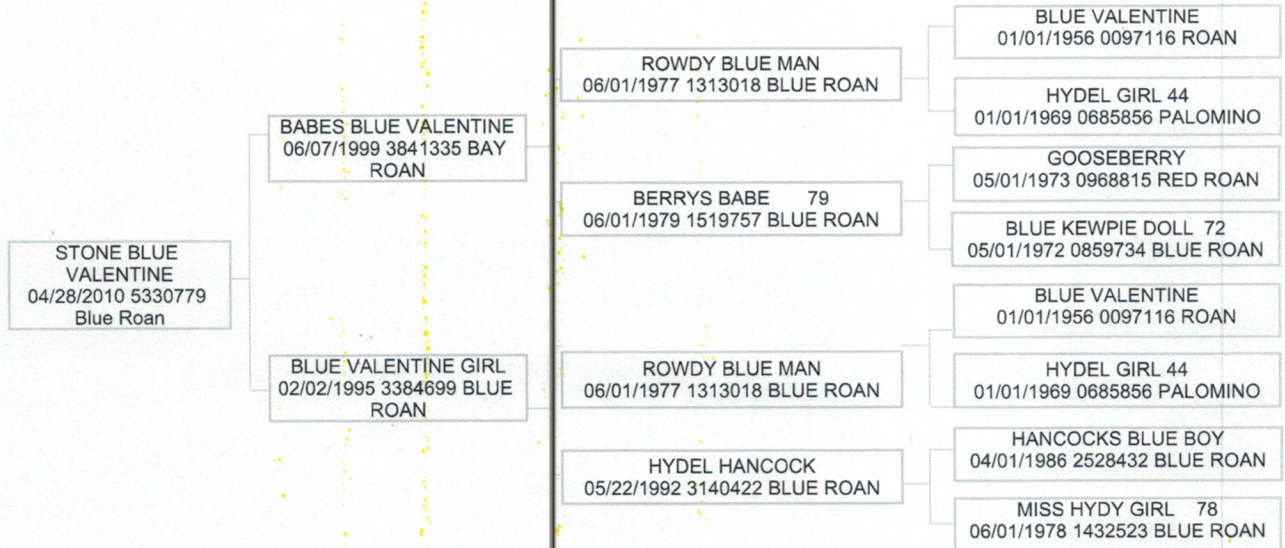 STONE BLUE
VALENTINE
04/28/2010 5330779
Blue Roan
BABES BLUE VALENTINE
06/07/1999 3841335 BAY
ROAN
BLUE VALENTINE GIRL
02/02/1995 3384699 BLUE
ROAN
ROWDY BLUE MAN
06/01/1977 1313018 BLUE ROAN
BERRYS BABE 79
06/01/1979 1519757 BLUE ROAN
ROWDY BLUE MAN
06/01/1977 1313018 BLUE ROAN
HYDEL HANCOCK
05/22/1992 3140422 BLUE ROAN
BLUE VALENTINE
01/01/1956 0097116 ROAN
HYDEL GIRL 44
01/01/1969 0685856 PALOMINO
GOOSEBERRY
05/01/1973 0968815 RED ROAN
BLUE KEWPIE DOLL 72
05/01/1972 0859734 BLUE ROAN
BLUE VALENTINE
01/01/1956 0097116 ROAN
HYDEL GIRL 44
01/01/1969 0685856 PALOMINO
HANCOCKS BLUE BOY
04/01/1986 2528432 BLUE ROAN
MISS HYDY GIRL 78
06/01/1978 1432523 BLUE ROAN